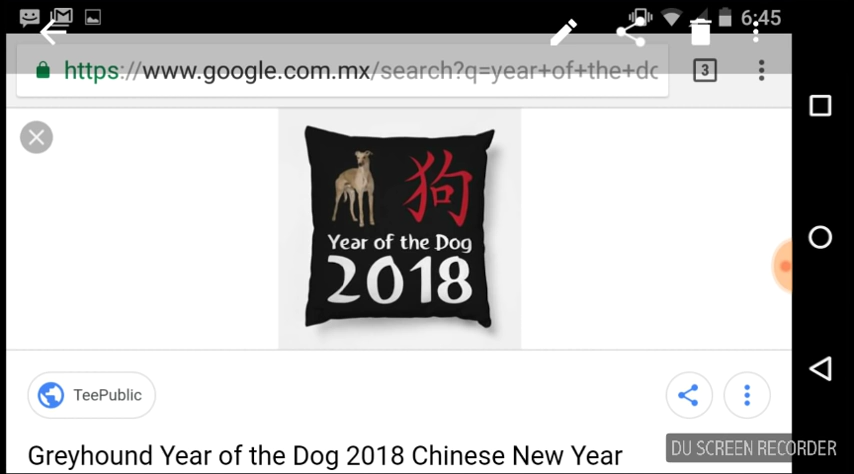 6:45
https://www.google.com.mx/search?q=year+of+the+do
3
狗
Year of the Dog
2018
TeePublic
DU SCREEN RECORDER
Greyhound Year of the Dog 2018 Chinese New Year